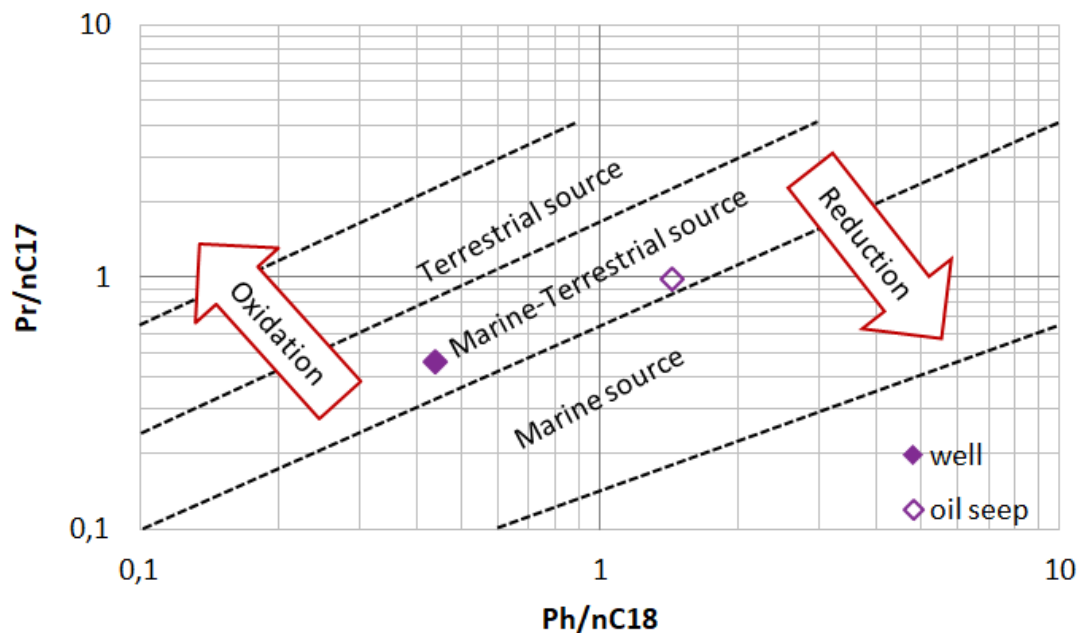 10
1
0,1
Pr/nC17
0,1
1
10
Ph/nC18
Terrestrial source
Marine-Terrestrial source
Marine source
Oxidation
Reduction
well
oil seep